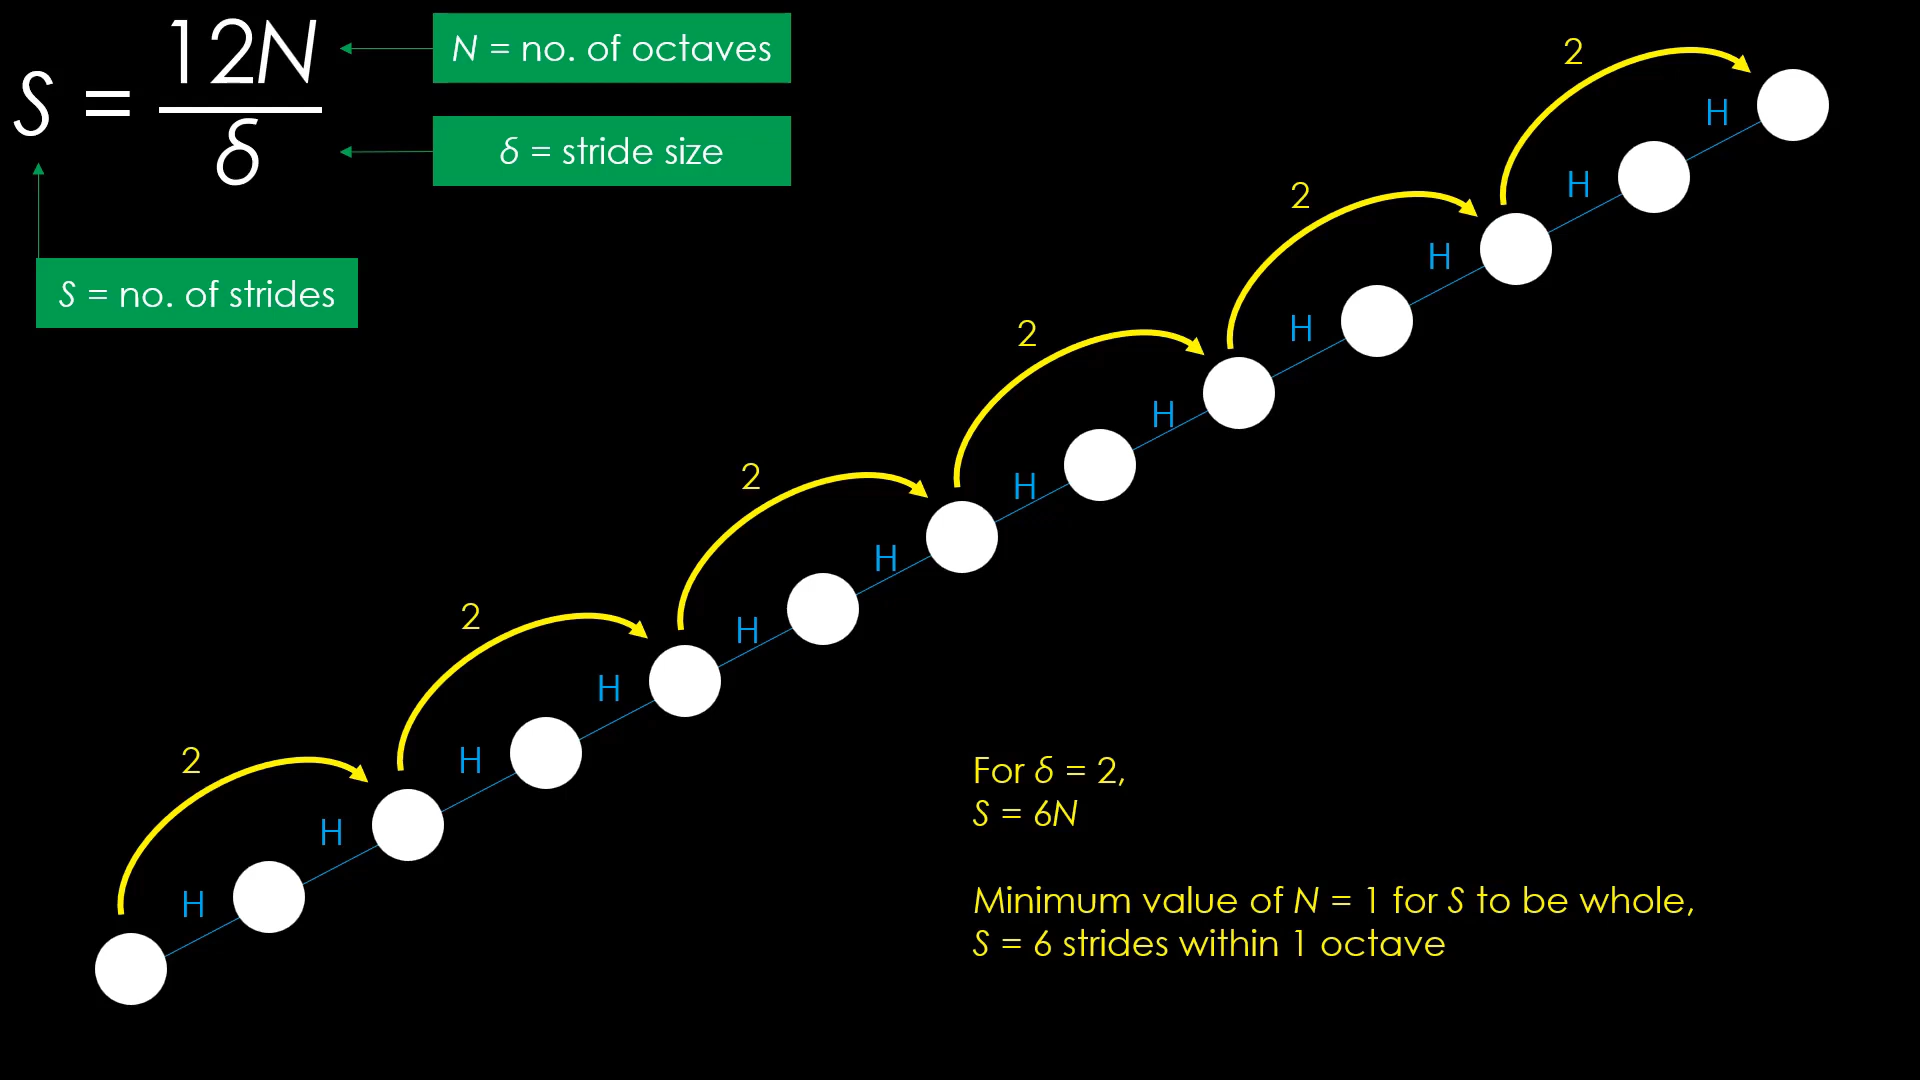 S = 12N / δ
N = no. of octaves
δ = stride size
S = no. of strides
2
2
2
2
2
2
H
H
H
H
H
H
H
H
H
H
H
H
For δ = 2,
S = 6N
Minimum value of N = 1 for S to be whole,
S = 6 strides within 1 octave